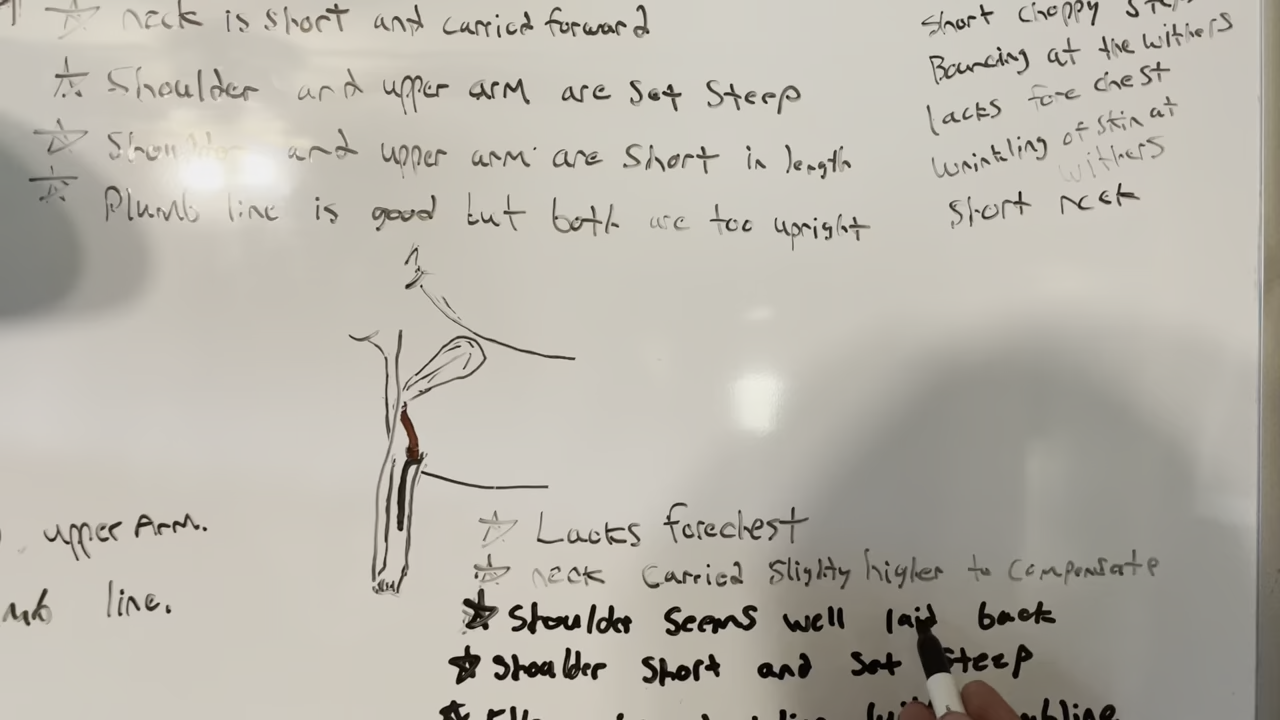 neck is short and carried forward
Shoulder and upper arm are set steep
Shoulder and upper arm are short in length
Plumb line is good but both are too upright
Short choppy
Bouncing at the withers
lacks fore chest
wrinkling of skin at
withers
Short neck
upper Arm.
line.
Lacks forechest
neck carried slighty higher to compensate
Shoulder seems well laid back
Shoulder short and set steep